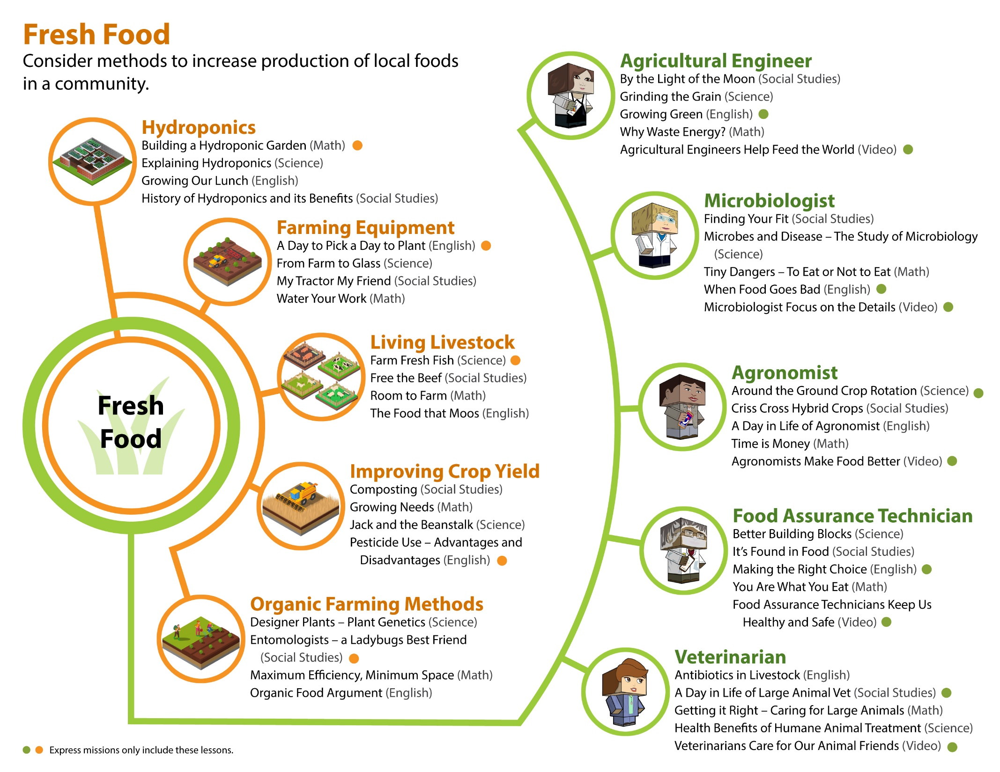 Fresh Food
Consider methods to increase production of local foods
in a community.
Hydroponics
Building a Hydroponic Garden (Math)
Explaining Hydroponics (Science)
Growing Our Lunch (English)
History of Hydroponics and its Benefits (Social Studies)
Farming Equipment
A Day to Pick a Day to Plant (English)
From Farm to Glass (Science)
My Tractor My Friend (Social Studies)
Water Your Work (Math)
Living Livestock
Farm Fresh Fish (Science)
Free the Beef (Social Studies)
Room to Farm (Math)
The Food that Moos (English)
Fresh
Food
Improving Crop Yield
Composting (Social Studies)
Growing Needs (Math)
Jack and the Beanstalk (Science)
Pesticide Use – Advantages and
Disadvantages (English)
Organic Farming Methods
Designer Plants – Plant Genetics (Science)
Entomologists – a Ladybugs Best Friend
(Social Studies)
Maximum Efficiency, Minimum Space (Math)
Organic Food Argument (English)
Agricultural Engineer
By the Light of the Moon (Social Studies)
Grinding the Grain (Science)
Growing Green (English)
Why Waste Energy? (Math)
Agricultural Engineers Help Feed the World (Video)
Microbiologist
Finding Your Fit (Social Studies)
Microbes and Disease – The Study of Microbiology
(Science)
Tiny Dangers – To Eat or Not to Eat (Math)
When Food Goes Bad (English)
Microbiologist Focus on the Details (Video)
Agronomist
Around the Ground Crop Rotation (Science)
Criss Cross Hybrid Crops (Social Studies)
A Day in Life of Agronomist (English)
Time is Money (Math)
Agronomists Make Food Better (Video)
Food Assurance Technician
Better Building Blocks (Science)
It's Found in Food (Social Studies)
Making the Right Choice (English)
You Are What You Eat (Math)
Food Assurance Technicians Keep Us
Healthy and Safe (Video)
Veterinarian
Antibiotics in Livestock (English)
A Day in Life of Large Animal Vet (Social Studies)
Getting it Right – Caring for Large Animals (Math)
Health Benefits of Humane Animal Treatment (Science)
Veterinarians Care for Our Animal Friends (Video)
Express missions only include these lessons.